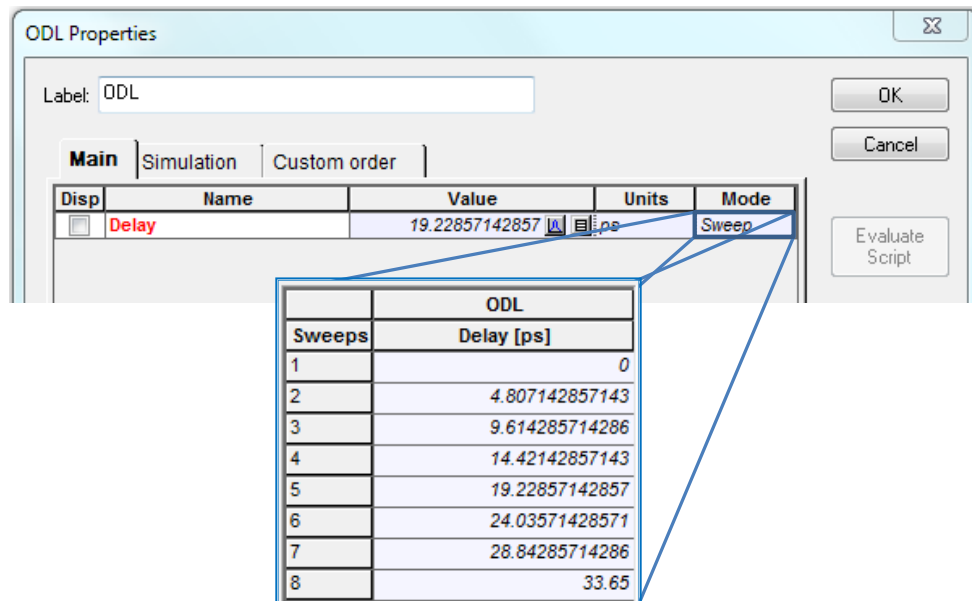 ODL Properties
Label: ODL
OK
Cancel
Main Simulation Custom order
Disp Name Value Units Mode
Delay 19.22857142857 ps Sweep
Evaluate
Script
ODL
Sweeps Delay [ps]
1 0
2 4.807142857143
3 9.614285714286
4 14.42142857143
5 19.22857142857
6 24.03571428571
7 28.84285714286
8 33.65